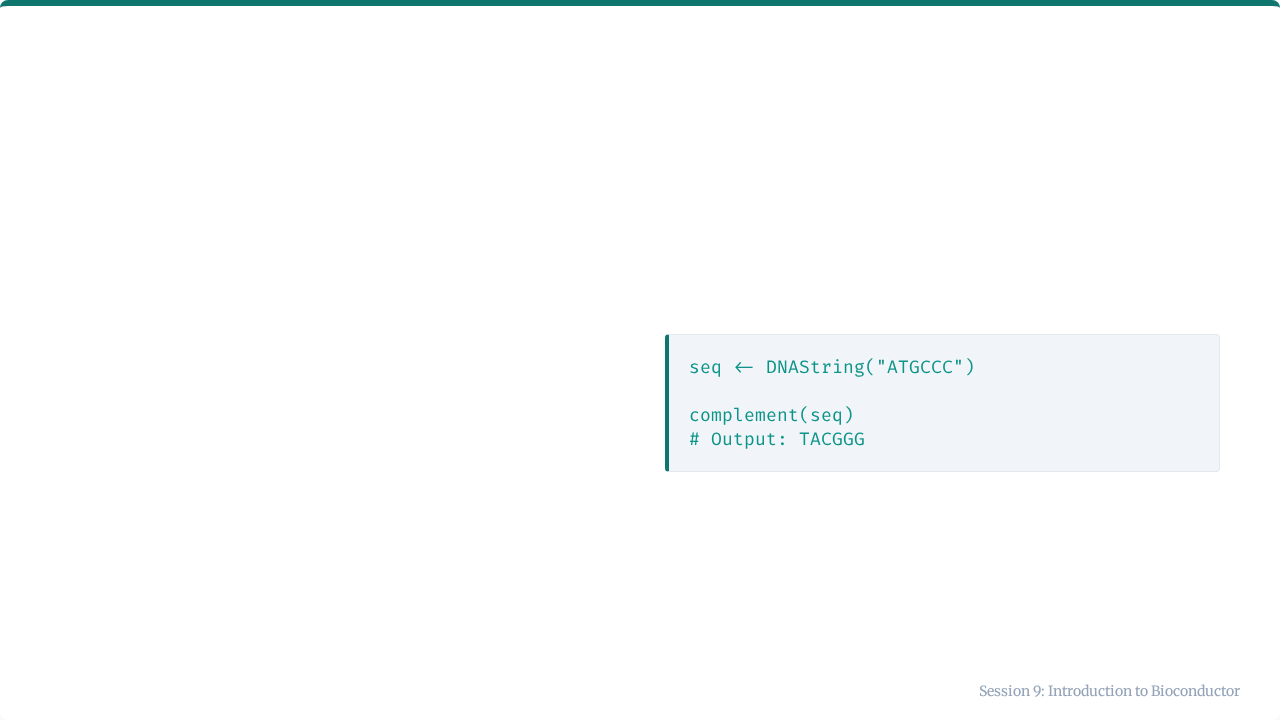 seq <- DNAString("ATGCCC")
complement(seq)
# Output: TACGGG
Session 9: Introduction to Bioconductor